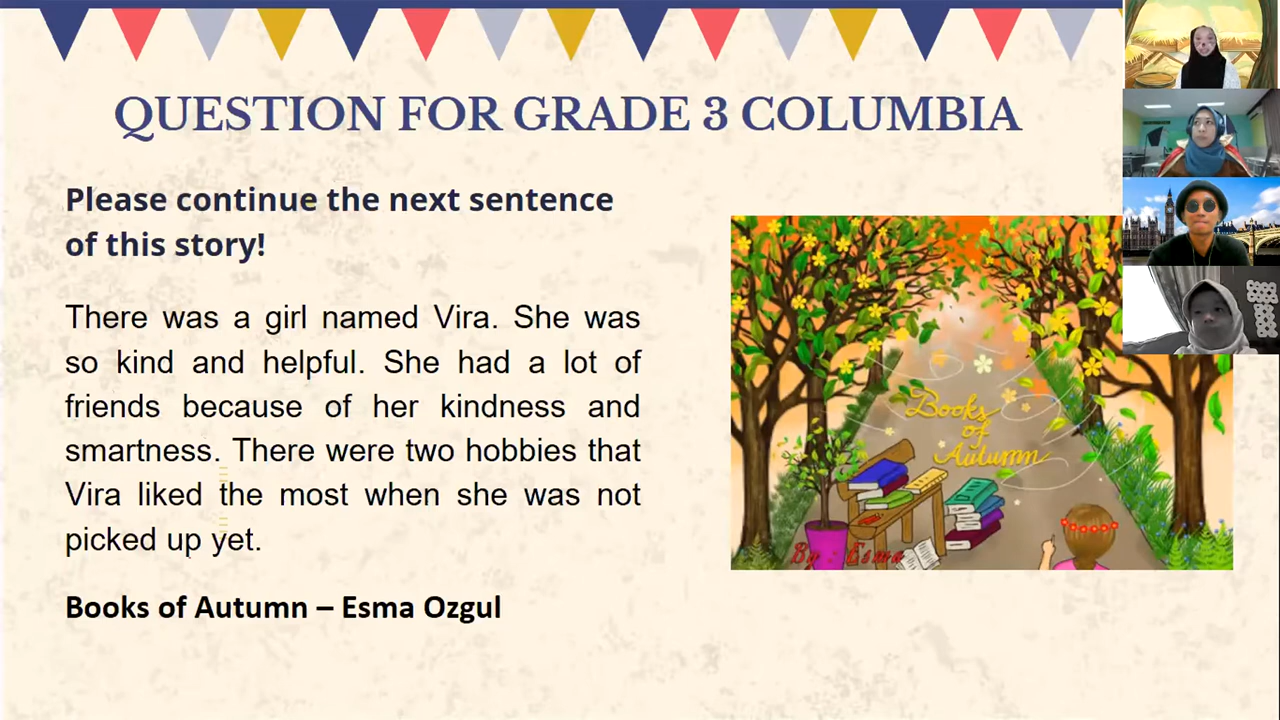 QUESTION FOR GRADE 3 COLUMBIA
Please continue the next sentence
of this story!
There was a girl named Vira. She was
so kind and helpful. She had a lot of
friends because of her kindness and
smartness. There were two hobbies that
Vira liked the most when she was not
picked up yet.
Books of Autumn – Esma Ozgul
Books
of
Autumn
By : Esma